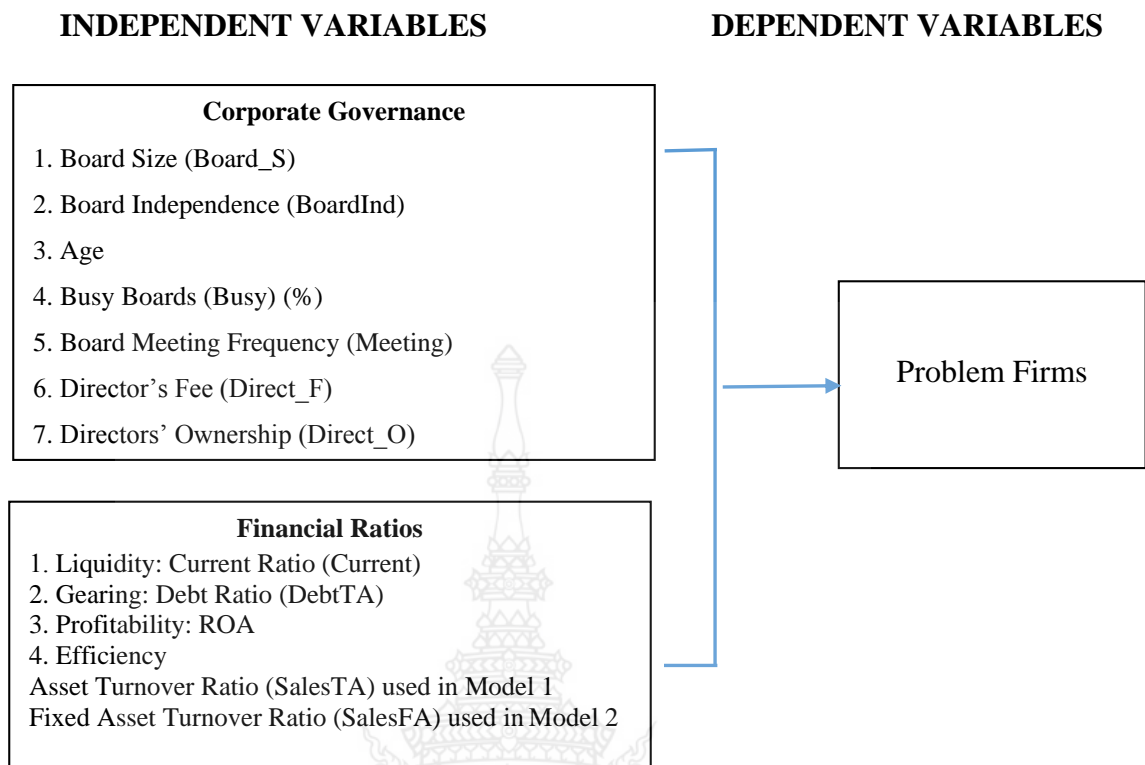 INDEPENDENT VARIABLES
DEPENDENT VARIABLES
Corporate Governance
1. Board Size (Board_S)
2. Board Independence (BoardInd)
3. Age
4. Busy Boards (Busy) (%)
5. Board Meeting Frequency (Meeting)
6. Director’s Fee (Direct_F)
7. Directors’ Ownership (Direct_O)
Problem Firms
Financial Ratios
1. Liquidity: Current Ratio (Current)
2. Gearing: Debt Ratio (DebtTA)
3. Profitability: ROA
4. Efficiency
Asset Turnover Ratio (SalesTA) used in Model 1
Fixed Asset Turnover Ratio (SalesFA) used in Model 2